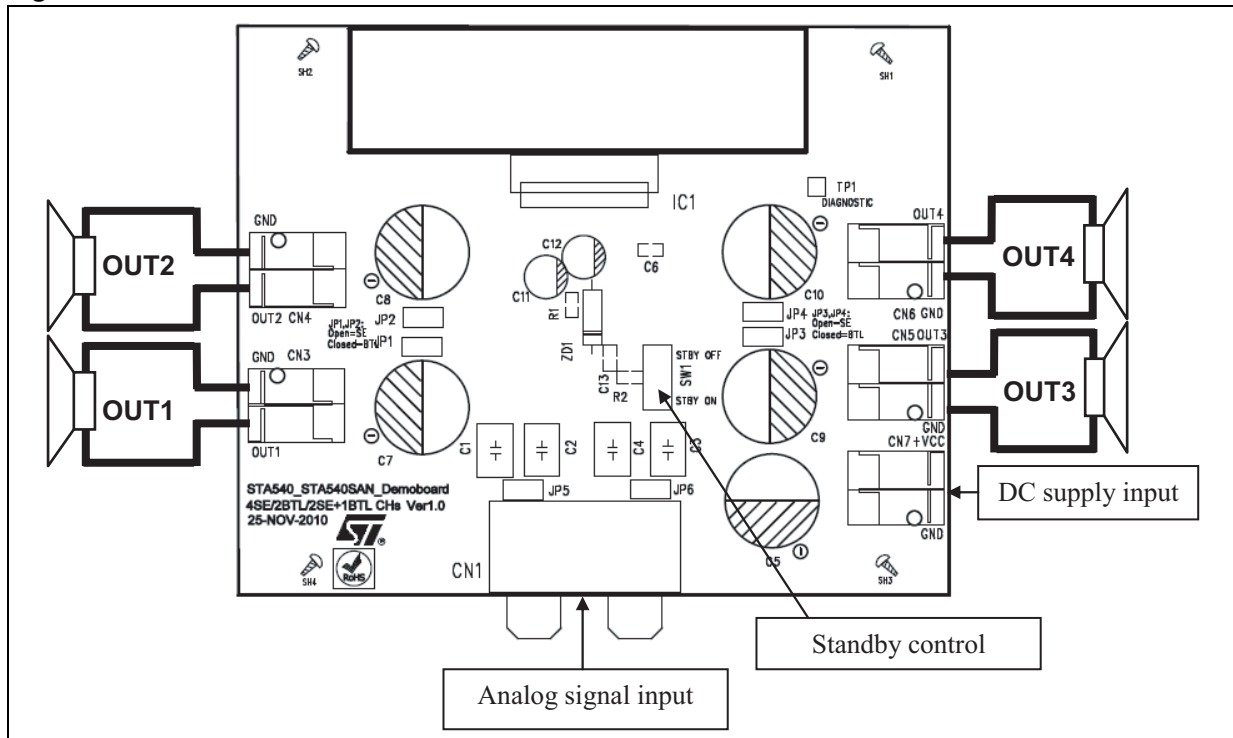 SH2
SH1
TP1
DIAGNOSTIC
IC1
GND
OUT4
OUT2
OUT4
C12
C6
C11
C8
C10
R1
OUT2 CN4
CN6 GND
JP1,JP2:
Open=SE
Closed=BTL
JP2
JP1
JP4
JP3
JP3,JP4:
Open=SE
Closed=BTL
CN5 OUT3
GND CN3
ZD1
C13
R2
STBY OFF
SW1
STBY ON
OUT1
OUT3
OUT1
C7
C1
C2
C4
C3
C9
GND
CN7 +VCC
STA540_STA540SAN_Demoboard
4SE/2BTL/2SE+1BTL CHs Ver1.0
25-NOV-2010
JP5
JP6
DC supply input
GND
ST
RoHS
SH4
CN1
C5
SH3
Standby control
Analog signal input